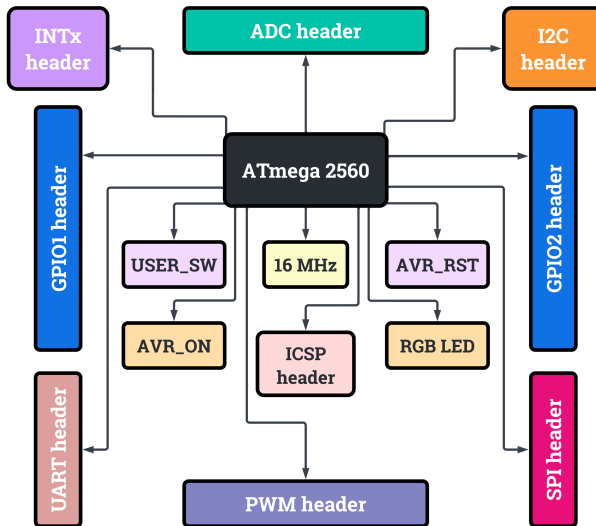 INTx
header
ADC header
I2C
header
GPIO1 header
ATmega 2560
GPIO2 header
USER_SW
16 MHz
AVR_RST
AVR_ON
ICSP
header
RGB LED
UART header
SPI header
PWM header